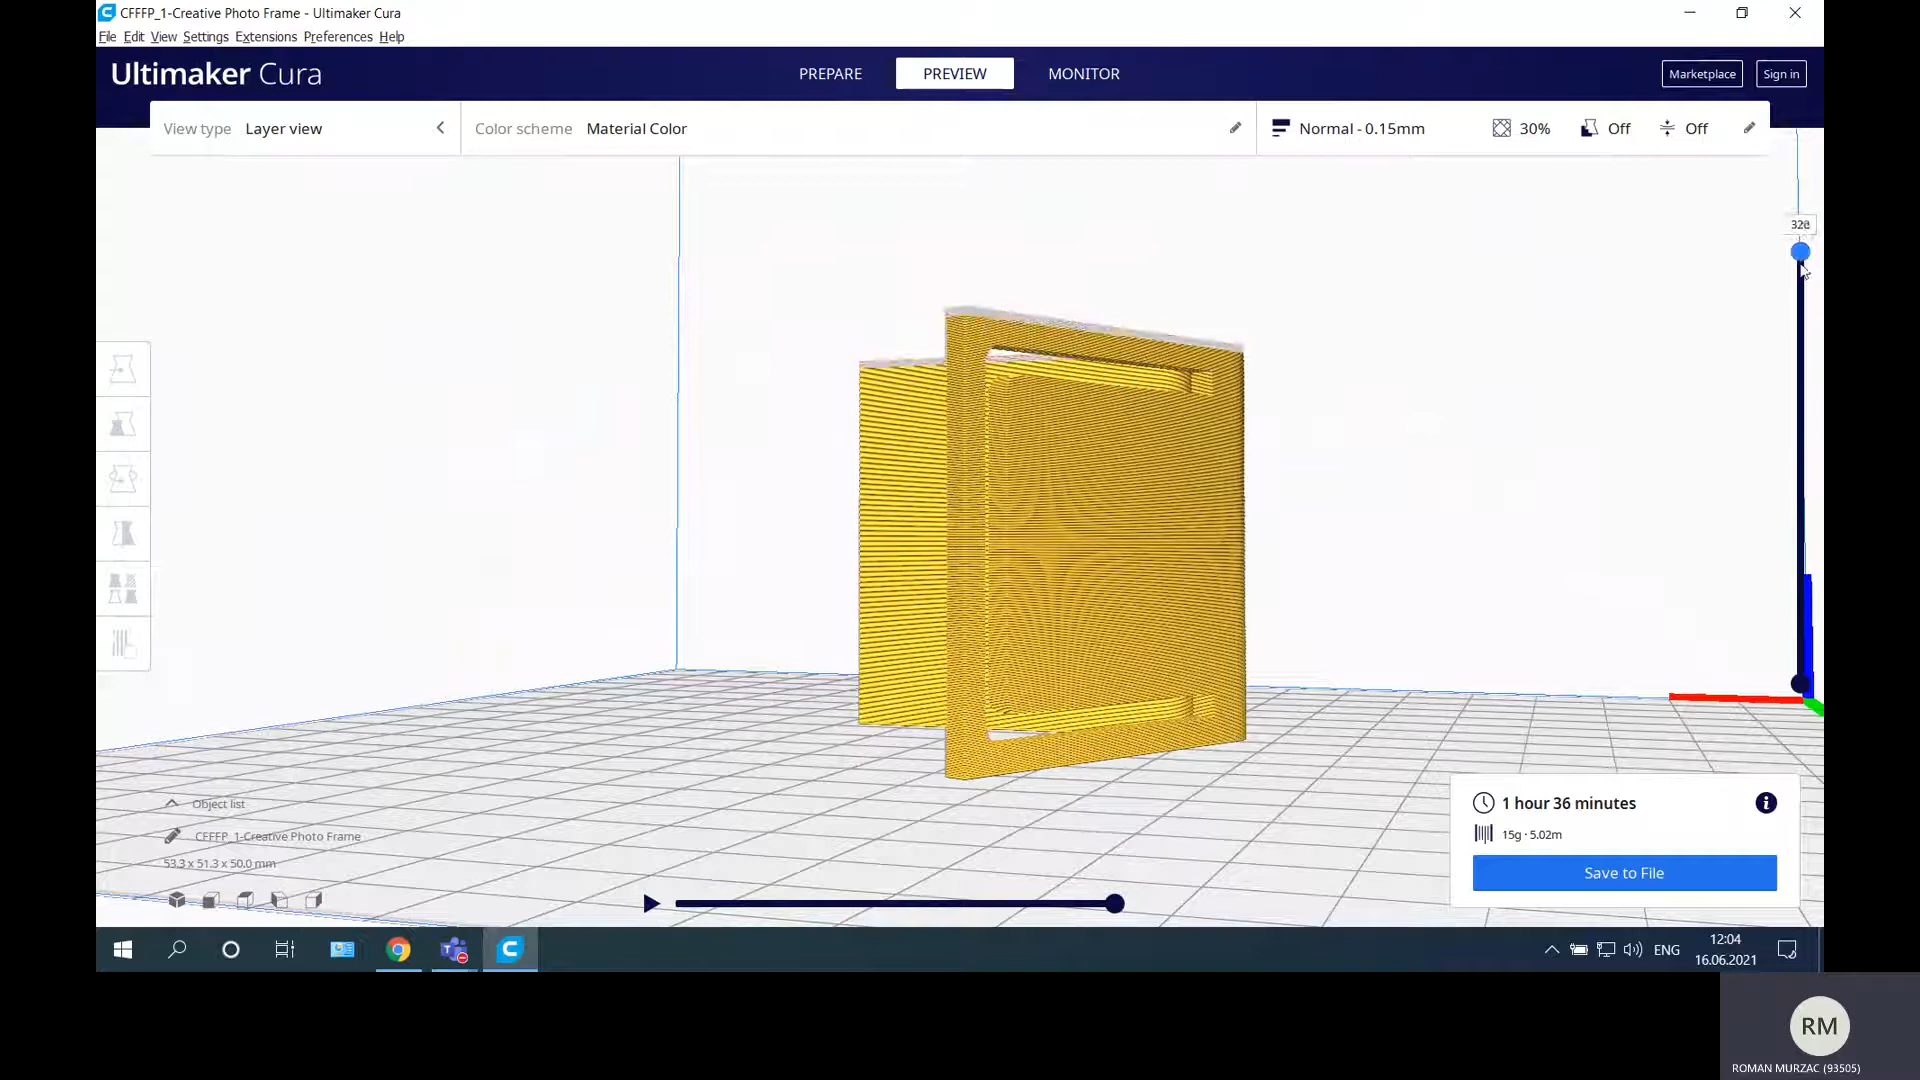 CFFFP_1-Creative Photo Frame - Ultimaker Cura
File Edit View Settings Extensions Preferences Help
Ultimaker Cura
PREPARE
PREVIEW
MONITOR
Marketplace
Sign in
View type Layer view
Color scheme Material Color
Normal - 0.15mm
30%
Off
Off
Object list
CFFFP_1-Creative Photo Frame
53.3 x 51.3 x 50.0 mm
1 hour 36 minutes
15g · 5.02m
Save to File
ENG
12:04
16.06.2021
RM
ROMAN MURZAC (93505)